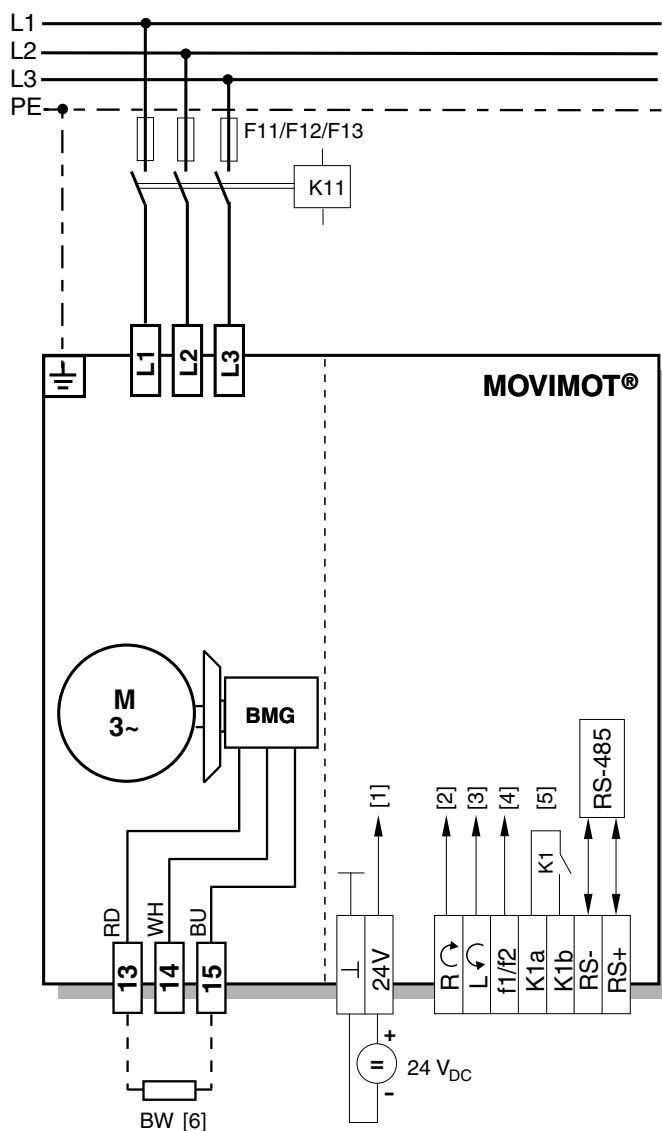 L1
L2
L3
PE
F11/F12/F13
K11
L1
L2
L3
MOVIMOT®
M
3~
BMG
RD
WH
BU
13
14
15
BW [6]
[1]
[2]
[3]
[4]
[5]
K1
RS-485
24V
R
L
f1/f2
K1a
K1b
RS-
RS+
+
=
-
24 VDC